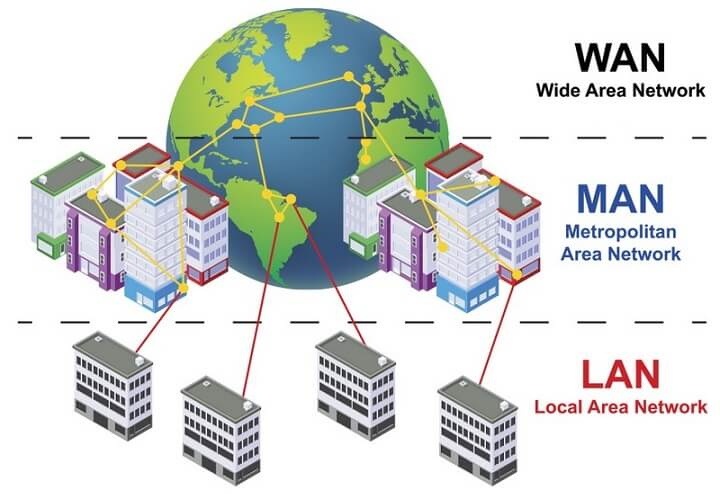 WAN
Wide Area Network
MAN
Metropolitan
Area Network
LAN
Local Area Network